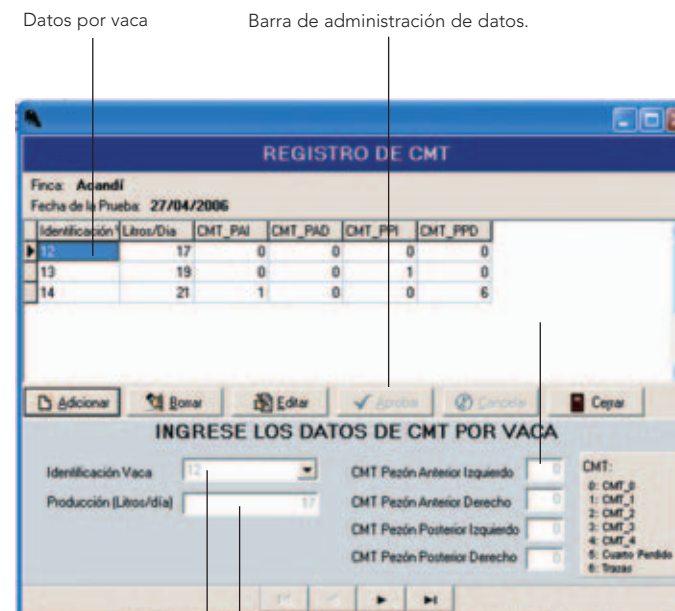 Datos por vaca
Barra de administración de datos.
REGISTRO DE CMT
Finca: Acandí
Fecha de la Prueba: 27/04/2006
Identificación Litros/Dia CMT_PAI CMT_PAD CMT_PPI CMT_PPD
12 17 0 0 0 0
13 19 0 0 1 0
14 21 1 0 0 6
Adicionar Borrar Editar Aprobar Cancelar Cerrar
INGRESE LOS DATOS DE CMT POR VACA
Identificación Vaca 12
Producción (Litros/día) 17
CMT Pezón Anterior Izquierdo 0
CMT Pezón Anterior Derecho 0
CMT Pezón Posterior Izquierdo 0
CMT Pezón Posterior Derecho 0
CMT:
0: CMT_0
1: CMT_1
2: CMT_2
3: CMT_3
4: CMT_4
5: Cuarto Perdido
6: Trazas